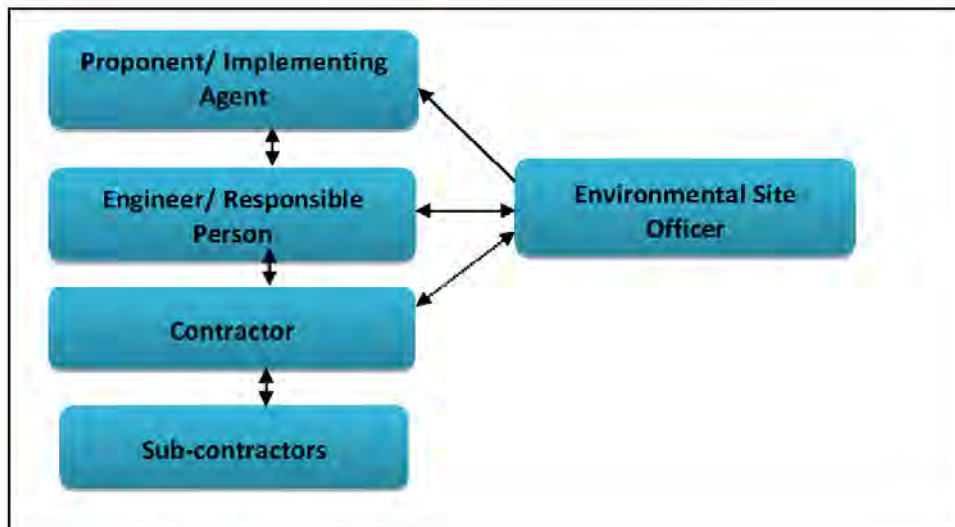 Proponent/ Implementing
Agent
Engineer/ Responsible
Person
Environmental Site
Officer
Contractor
Sub-contractors